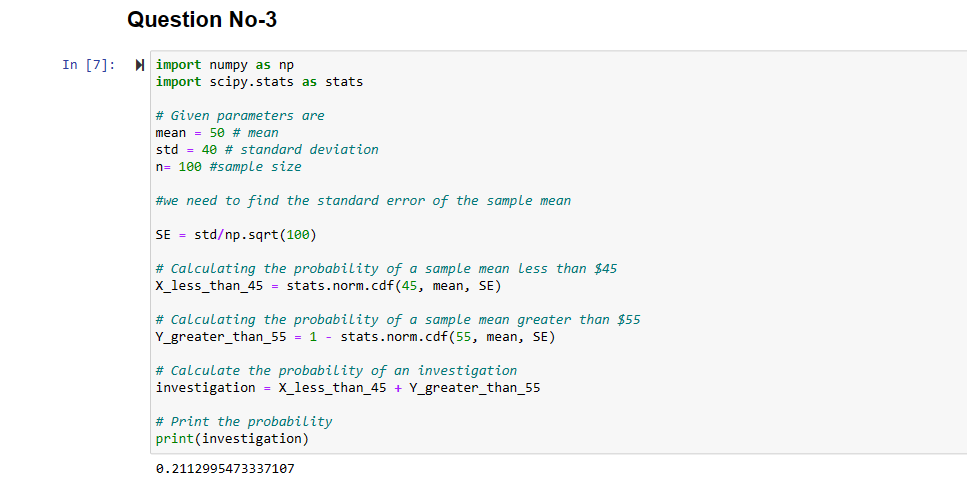 Question No-3
In [7]:
import numpy as np
import scipy.stats as stats
# Given parameters are
mean = 50 # mean
std = 40 # standard deviation
n= 100 #sample size
#we need to find the standard error of the sample mean
SE = std/np.sqrt(100)
# Calculating the probability of a sample mean less than $45
X_less_than_45 = stats.norm.cdf(45, mean, SE)
# Calculating the probability of a sample mean greater than $55
Y_greater_than_55 = 1 - stats.norm.cdf(55, mean, SE)
# Calculate the probability of an investigation
investigation = X_less_than_45 + Y_greater_than_55
# Print the probability
print(investigation)
0.2112995473337107